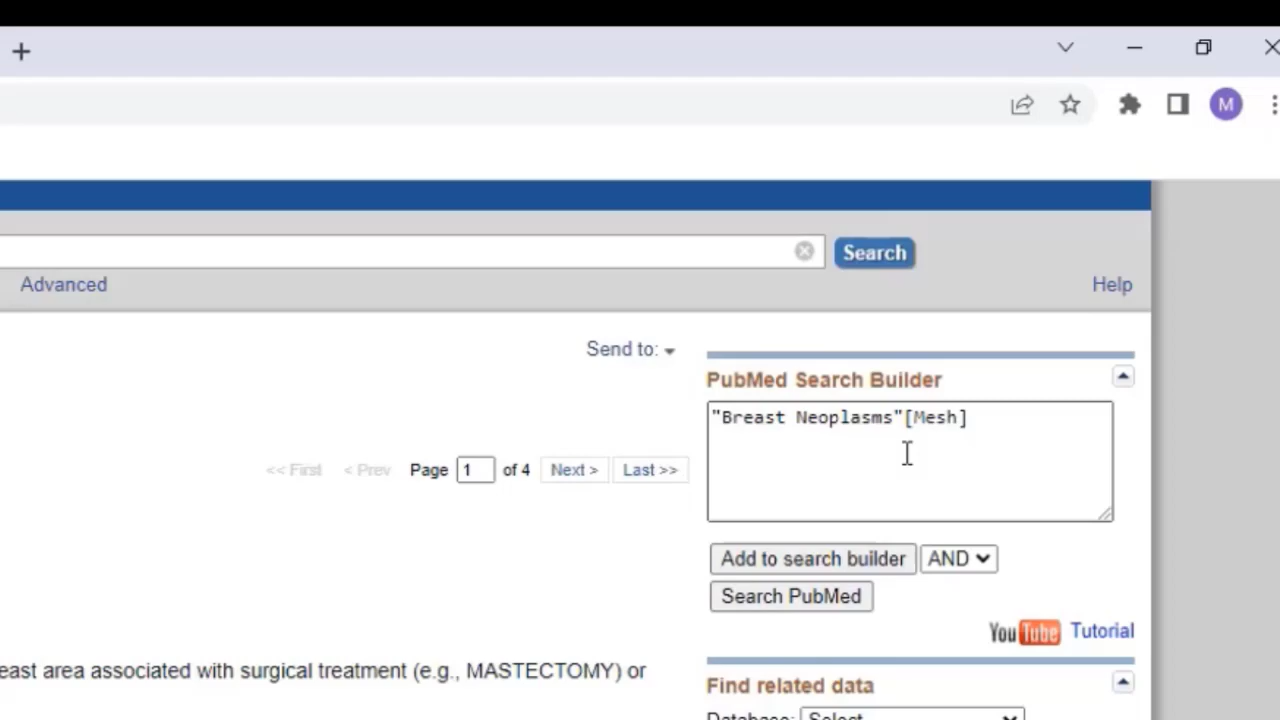 M
Search
Advanced
Help
Send to:
PubMed Search Builder
"Breast Neoplasms"[Mesh]
<< First < Prev Page 1 of 4 Next > Last >>
Add to search builder AND
Search PubMed
YouTube Tutorial
east area associated with surgical treatment (e.g., MASTECTOMY) or
Find related data
Database: Select